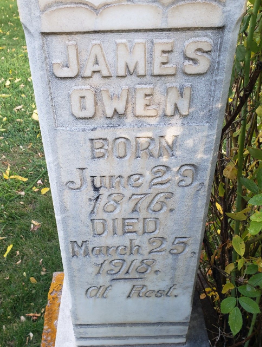 JAMES
OWEN
BORN
June 29,
1876.
DIED
March 25,
1918.
At Rest.